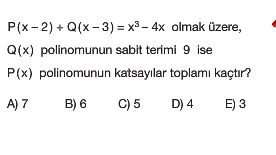 P(x – 2) + Q(x – 3) = x³ – 4x olmak üzere,
Q(x) polinomunun sabit terimi 9 ise
P(x) polinomunun katsayılar toplamı kaçtır?
A) 7 B) 6 C) 5 D) 4 E) 3